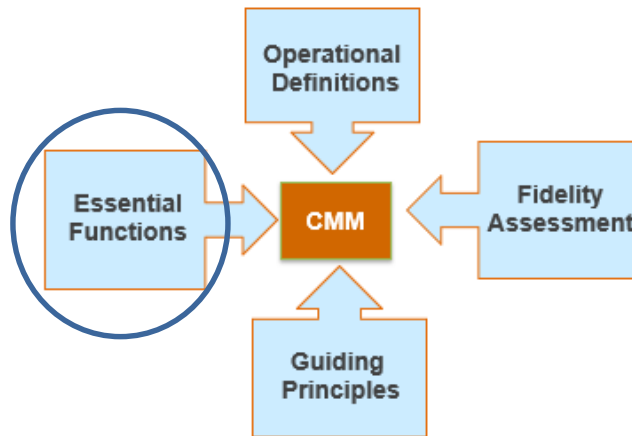 Operational
Definitions
Essential
Functions
CMM
Fidelity
Assessment
Guiding
Principles